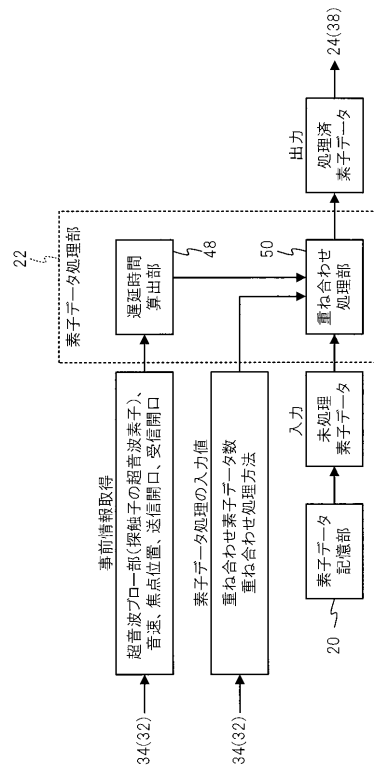 22
素子データ処理部
事前情報取得
34(32)
超音波プローブ部(探触子の超音波素子)、
音速、焦点位置、送信開口、受信開口
遅延時間
算出部
48
素子データ処理の入力値
34(32)
重ね合わせ素子データ数
重ね合わせ処理方法
50
重ね合わせ
処理部
20
素子データ
記憶部
入力
未処理
素子データ
出力
処理済
素子データ
24(38)